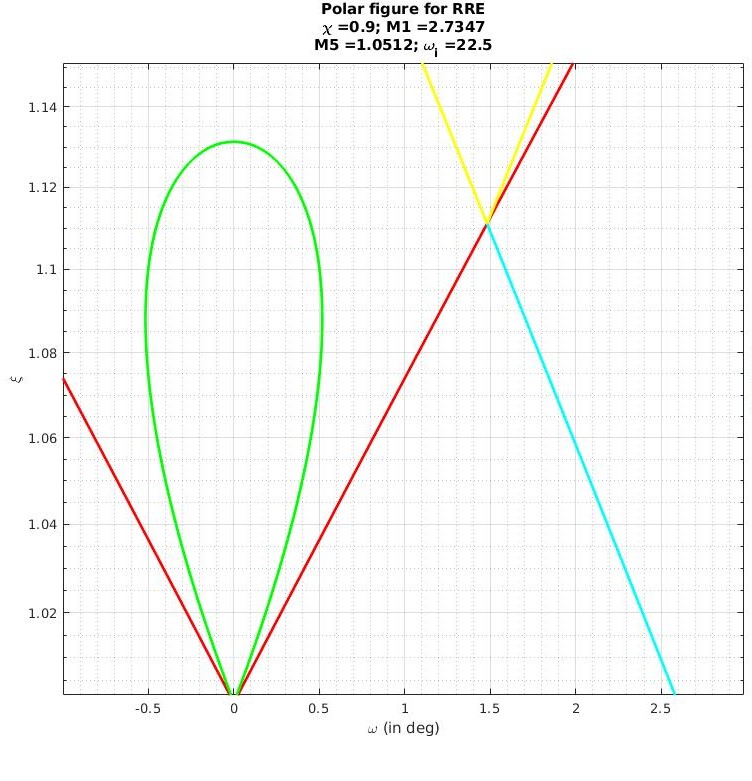 Polar figure for RRE
χ =0.9; M1 =2.7347
M5 =1.0512; ωi =22.5
1.14
1.12
1.1
1.08
1.06
1.04
1.02
ξ
-0.5 0 0.5 1 1.5 2 2.5
ω (in deg)